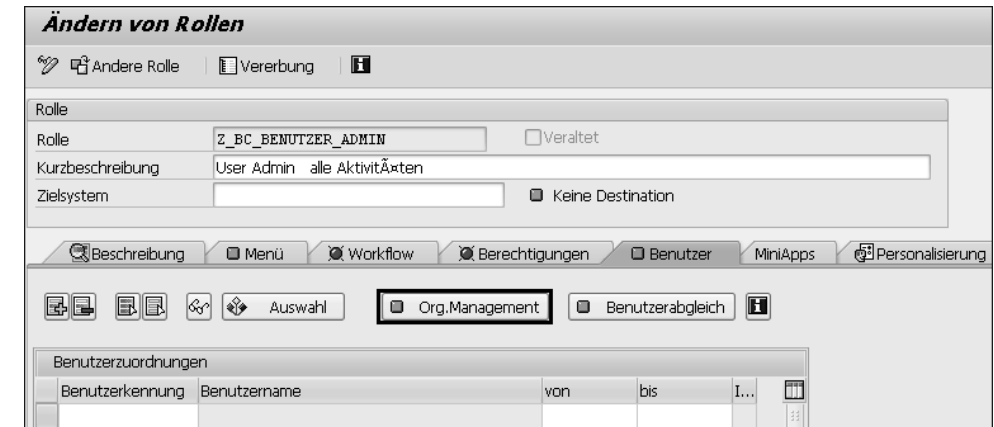 Ändern von Rollen
Andere Rolle Vererbung
Rolle
Rolle Z_BC_BENUTZER_ADMIN Veraltet
Kurzbeschreibung User Admin alle AktivitÃ¤ten
Zielsystem Keine Destination
Beschreibung Menü Workflow Berechtigungen Benutzer MiniApps Personalisierung
Auswahl Org.Management Benutzerabgleich
Benutzerzuordnungen
Benutzerkennung Benutzername von bis I...